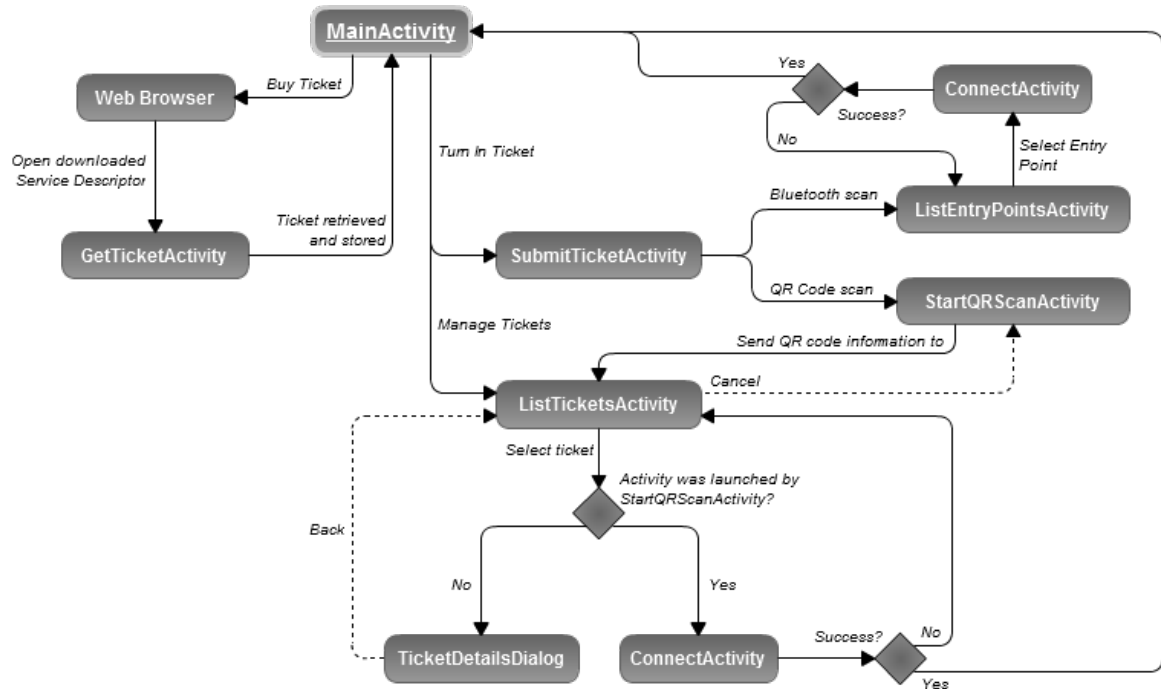 MainActivity
Buy Ticket
Web Browser
Yes
ConnectActivity
Success?
No
Turn In Ticket
Select Entry
Point
Open downloaded
Service Descriptor
Bluetooth scan
ListEntryPointsActivity
Ticket retrieved
and stored
GetTicketActivity
SubmitTicketActivity
QR Code scan
StartQRScanActivity
Manage Tickets
Send QR code information to
Cancel
ListTicketsActivity
Select ticket
Activity was launched by
StartQRScanActivity?
Back
No
Yes
TicketDetailsDialog
ConnectActivity
Success?
No
Yes